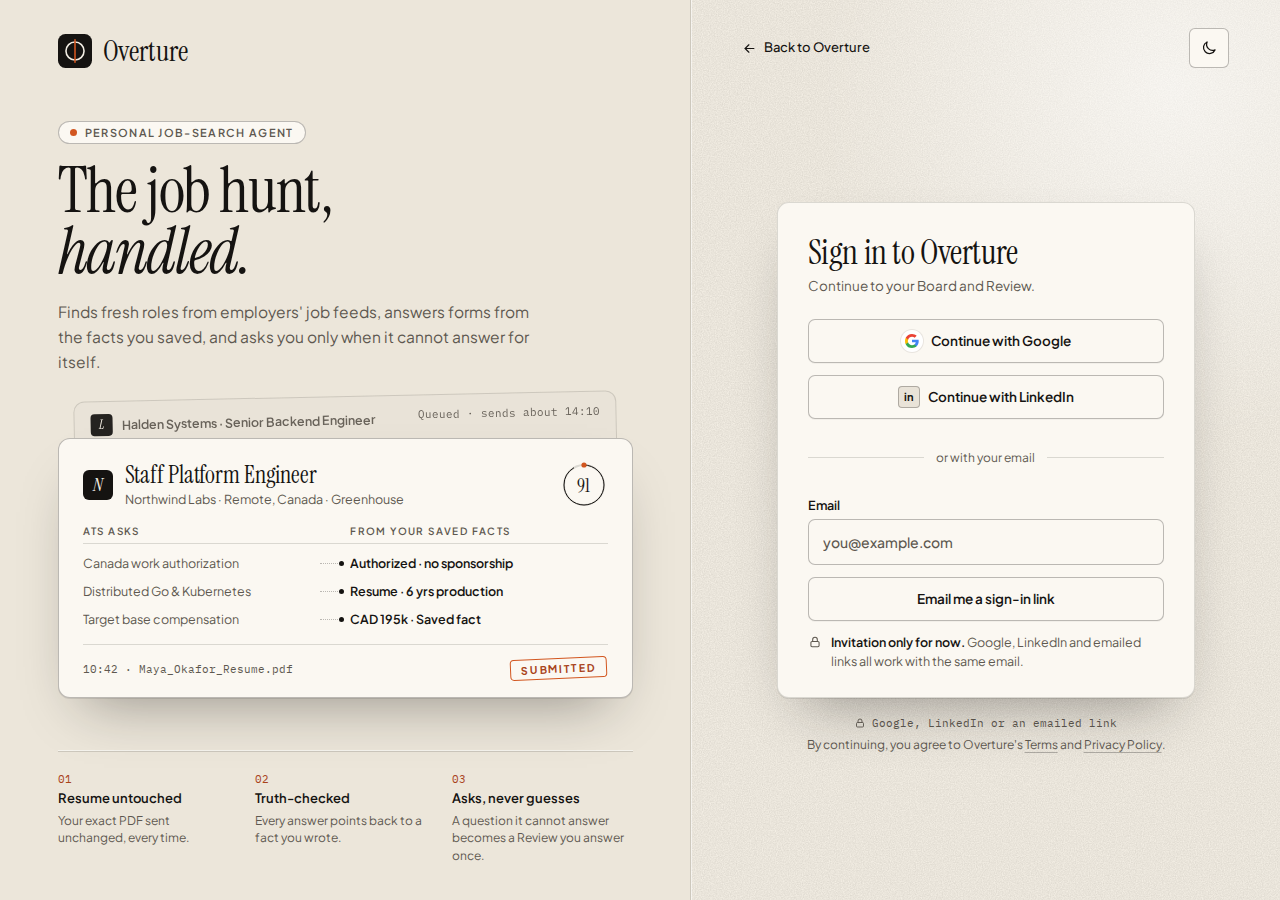 Overture
PERSONAL JOB-SEARCH AGENT
The job hunt,
handled.
Finds fresh roles from employers' job feeds, answers forms from
the facts you saved, and asks you only when it cannot answer for
itself.
L Halden Systems · Senior Backend Engineer Queued · sends about 14:10
N Staff Platform Engineer
Northwind Labs · Remote, Canada · Greenhouse
91
ATS ASKS FROM YOUR SAVED FACTS
Canada work authorization Authorized · no sponsorship
Distributed Go & Kubernetes Resume · 6 yrs production
Target base compensation CAD 195k · Saved fact
10:42 · Maya_Okafor_Resume.pdf SUBMITTED
01
Resume untouched
Your exact PDF sent
unchanged, every time.
02
Truth-checked
Every answer points back to a
fact you wrote.
03
Asks, never guesses
A question it cannot answer
becomes a Review you answer
once.
← Back to Overture
Sign in to Overture
Continue to your Board and Review.
Continue with Google
in Continue with LinkedIn
or with your email
Email
you@example.com
Email me a sign-in link
Invitation only for now. Google, LinkedIn and emailed
links all work with the same email.
Google, LinkedIn or an emailed link
By continuing, you agree to Overture's Terms and Privacy Policy.